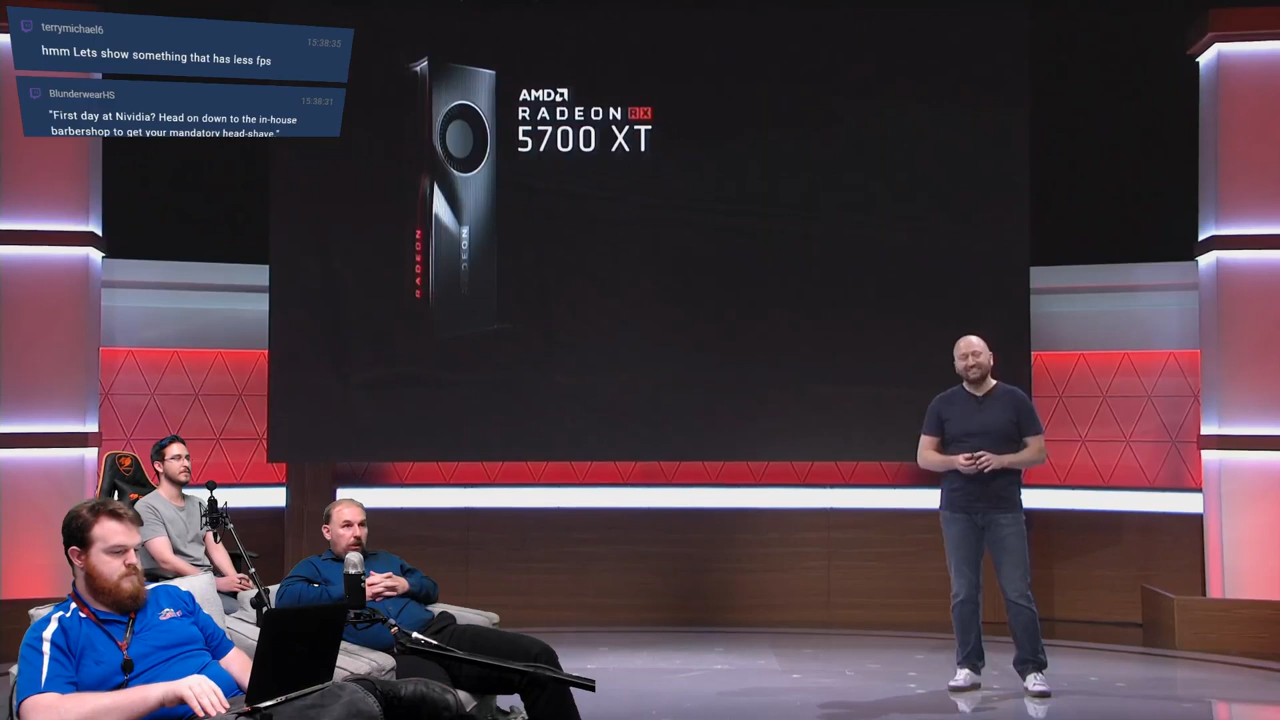 terrymichael6
15:38:35
hmm Lets show something that has less fps
BlunderwearHS
15:38:31
"First day at Nividia? Head on down to the in-house
barbershop to get your mandatory head-shave."
AMD
RADEON RX
5700 XT
RADEON